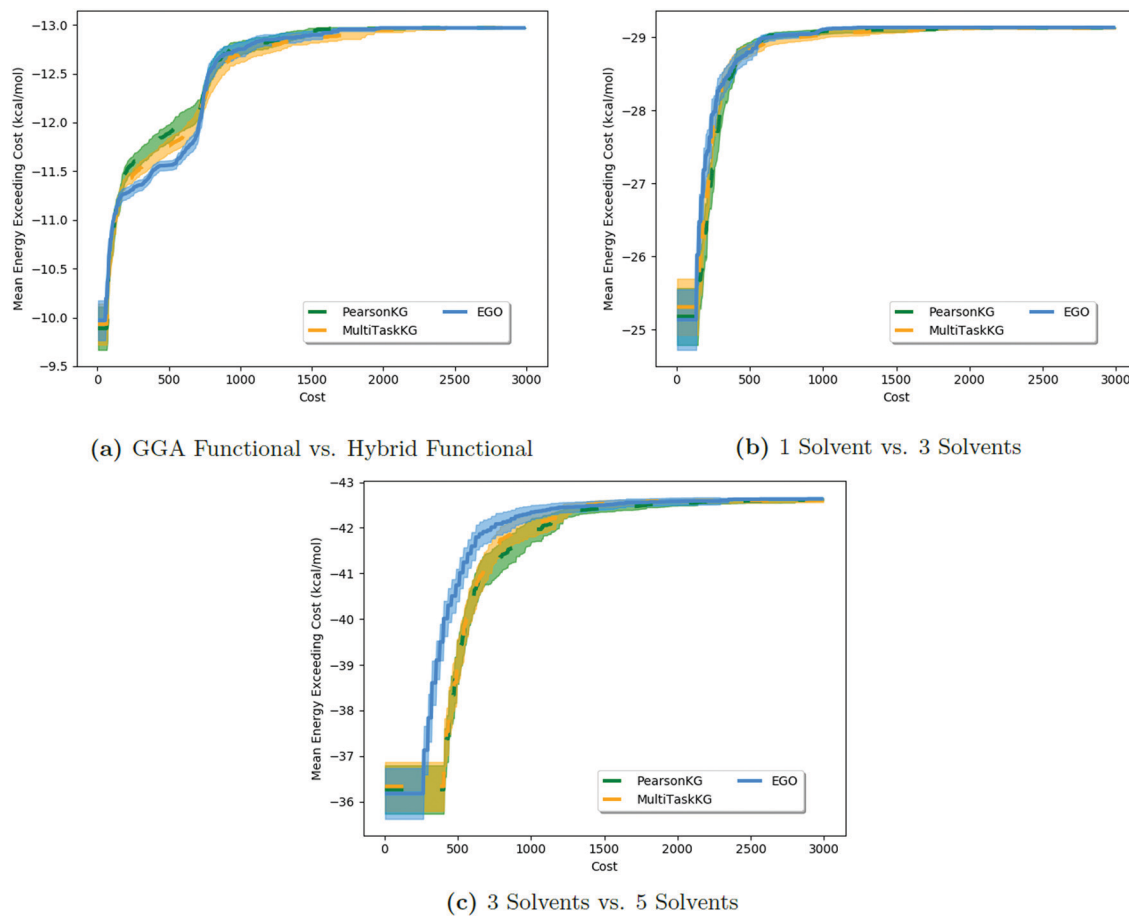 Mean Energy Exceeding Cost (kcal/mol)
−13.0
−12.5
−12.0
−11.5
−11.0
−10.5
−10.0
−9.5
PearsonKG
MultiTaskKG
EGO
0 500 1000 1500 2000 2500 3000
Cost
(a) GGA Functional vs. Hybrid Functional
Mean Energy Exceeding Cost (kcal/mol)
−29
−28
−27
−26
−25
PearsonKG
MultiTaskKG
EGO
0 500 1000 1500 2000 2500 3000
Cost
(b) 1 Solvent vs. 3 Solvents
Mean Energy Exceeding Cost (kcal/mol)
−43
−42
−41
−40
−39
−38
−37
−36
PearsonKG
MultiTaskKG
EGO
0 500 1000 1500 2000 2500 3000
Cost
(c) 3 Solvents vs. 5 Solvents